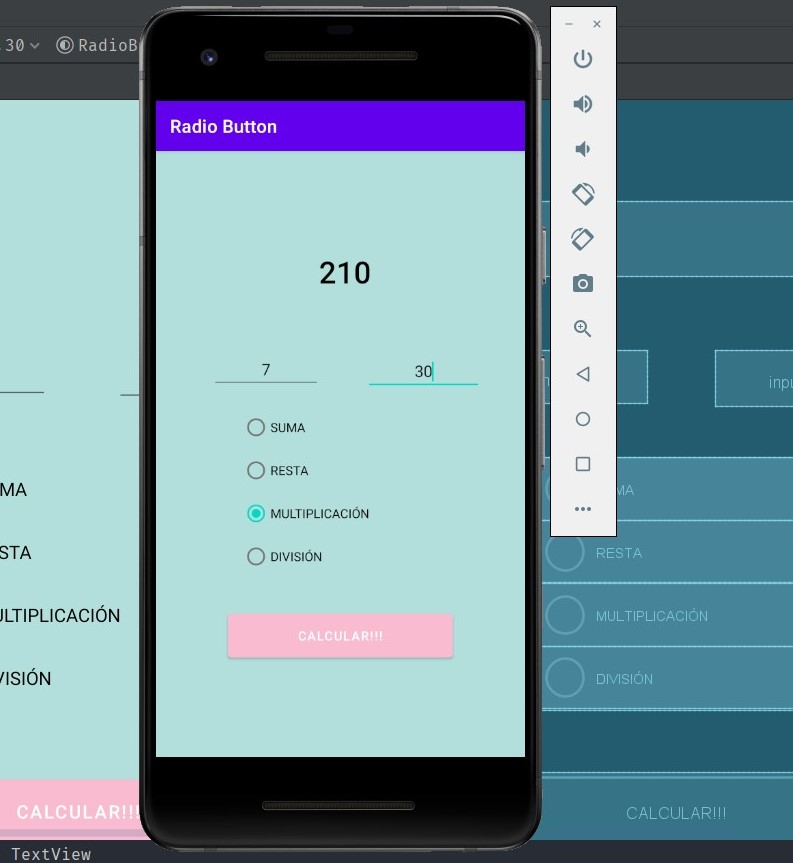 30
RadioB
Radio Button
210
7
30
SUMA
RESTA
MULTIPLICACIÓN
DIVISIÓN
CALCULAR!!!
MA
STA
ULTIPLICACIÓN
VISIÓN
CALCULAR!!!
inpu
MA
RESTA
MULTIPLICACIÓN
DIVISIÓN
CALCULAR!!!
TextView